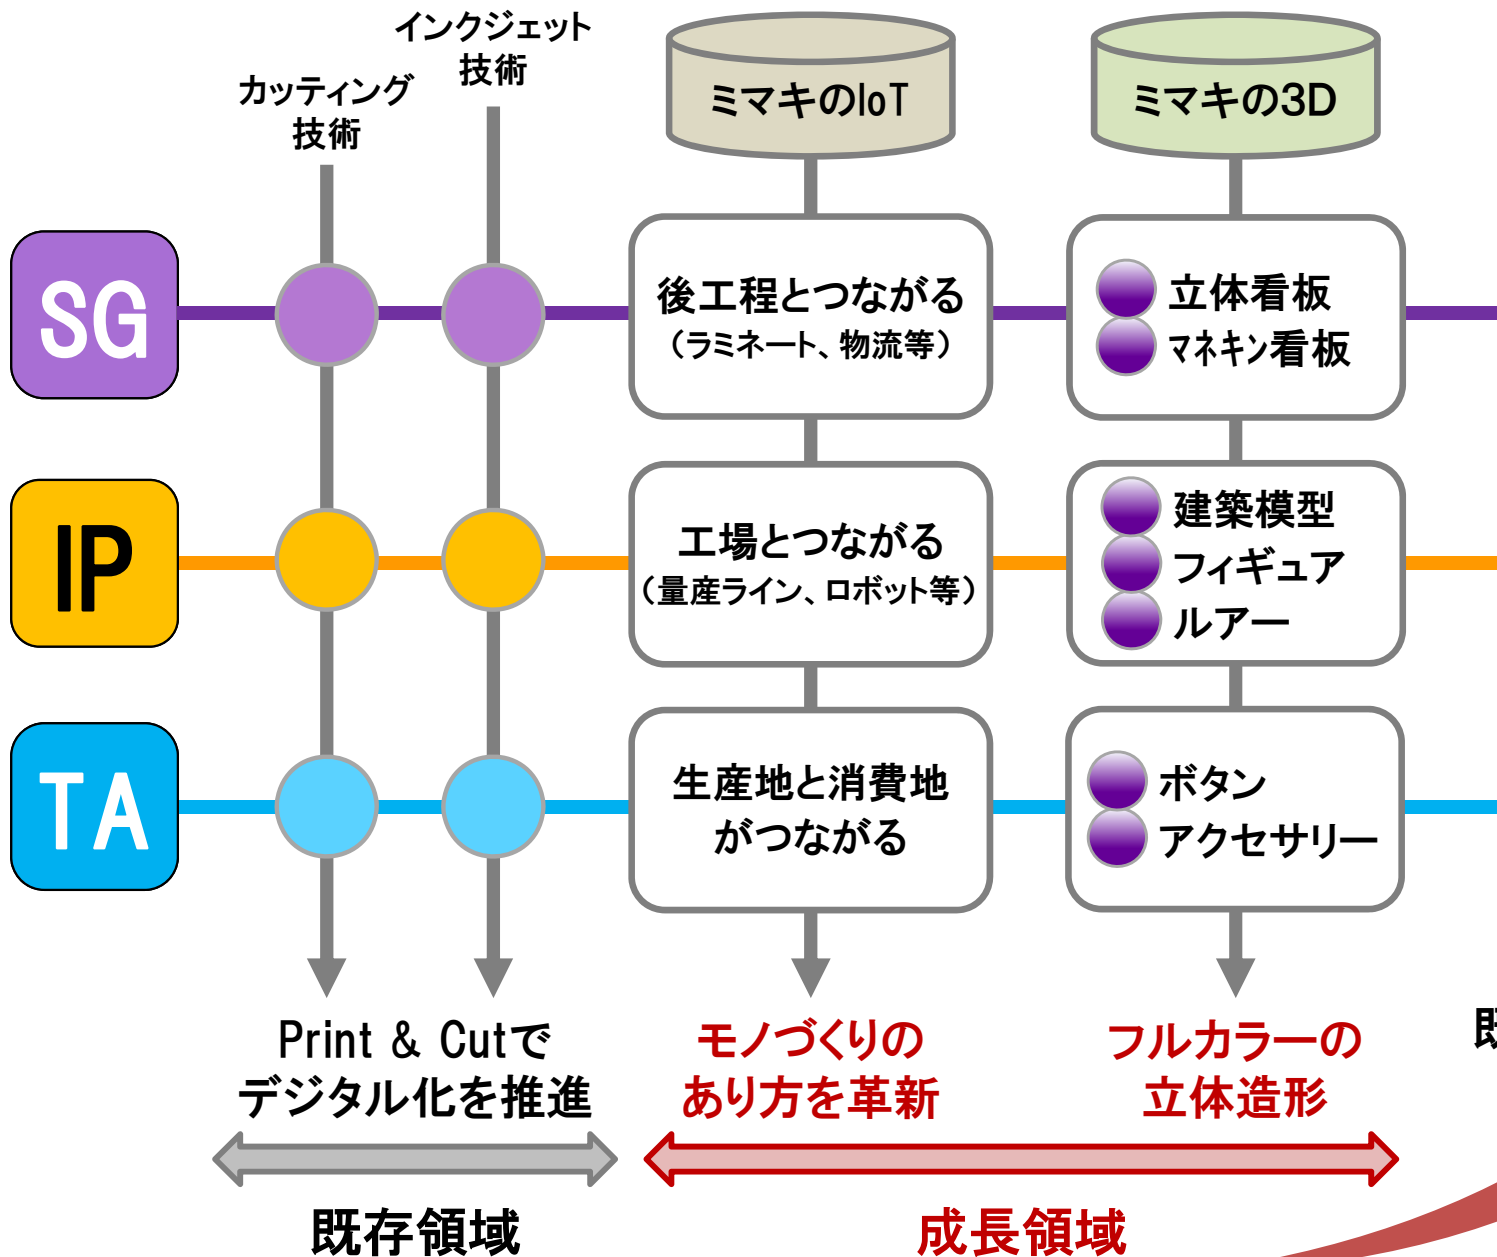 インクジェット
技術
カッティング
技術
ミマキのIoT
ミマキの3D
SG
後工程とつながる
（ラミネート、物流等）
立体看板
マネキン看板
IP
工場とつながる
（量産ライン、ロボット等）
建築模型
フィギュア
ルアー
TA
生産地と消費地
がつながる
ボタン
アクセサリー
Print & Cutで
デジタル化を推進
モノづくりの
あり方を革新
フルカラーの
立体造形
既存領域
成長領域